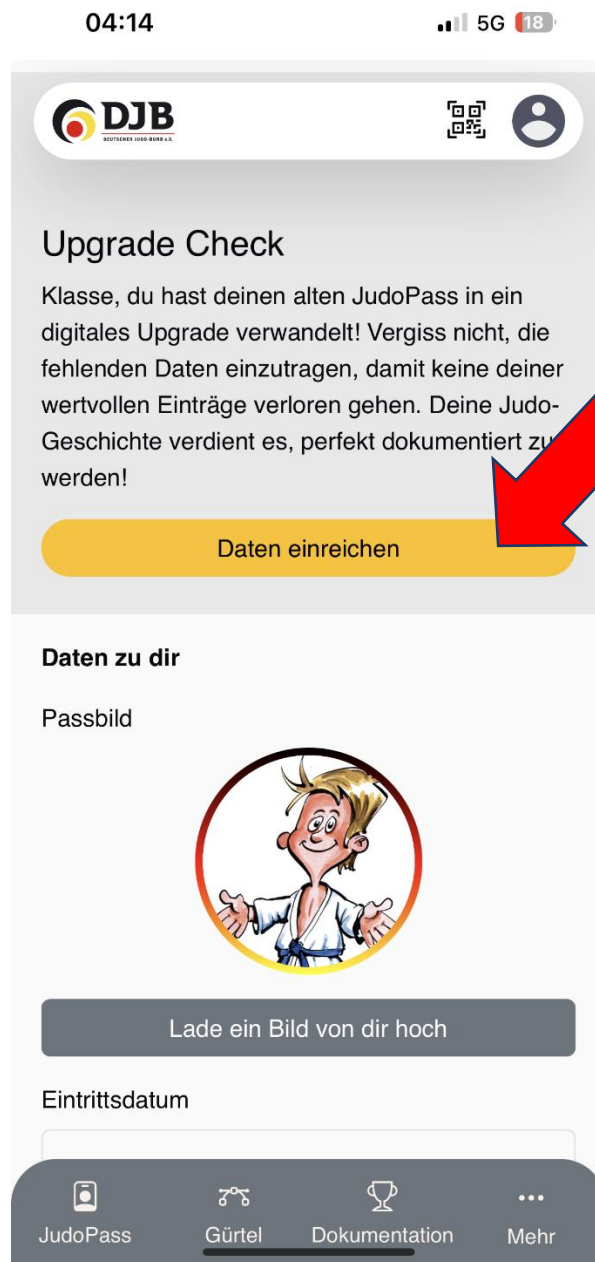 04:14
5G 18
DJB
DEUTSCHER JUDO-BUND e.V.
Upgrade Check
Klasse, du hast deinen alten JudoPass in ein
digitales Upgrade verwandelt! Vergiss nicht, die
fehlenden Daten einzutragen, damit keine deiner
wertvollen Einträge verloren gehen. Deine Judo-
Geschichte verdient es, perfekt dokumentiert zu
werden!
Daten einreichen
Daten zu dir
Passbild
Lade ein Bild von dir hoch
Eintrittsdatum
JudoPass Gürtel Dokumentation Mehr